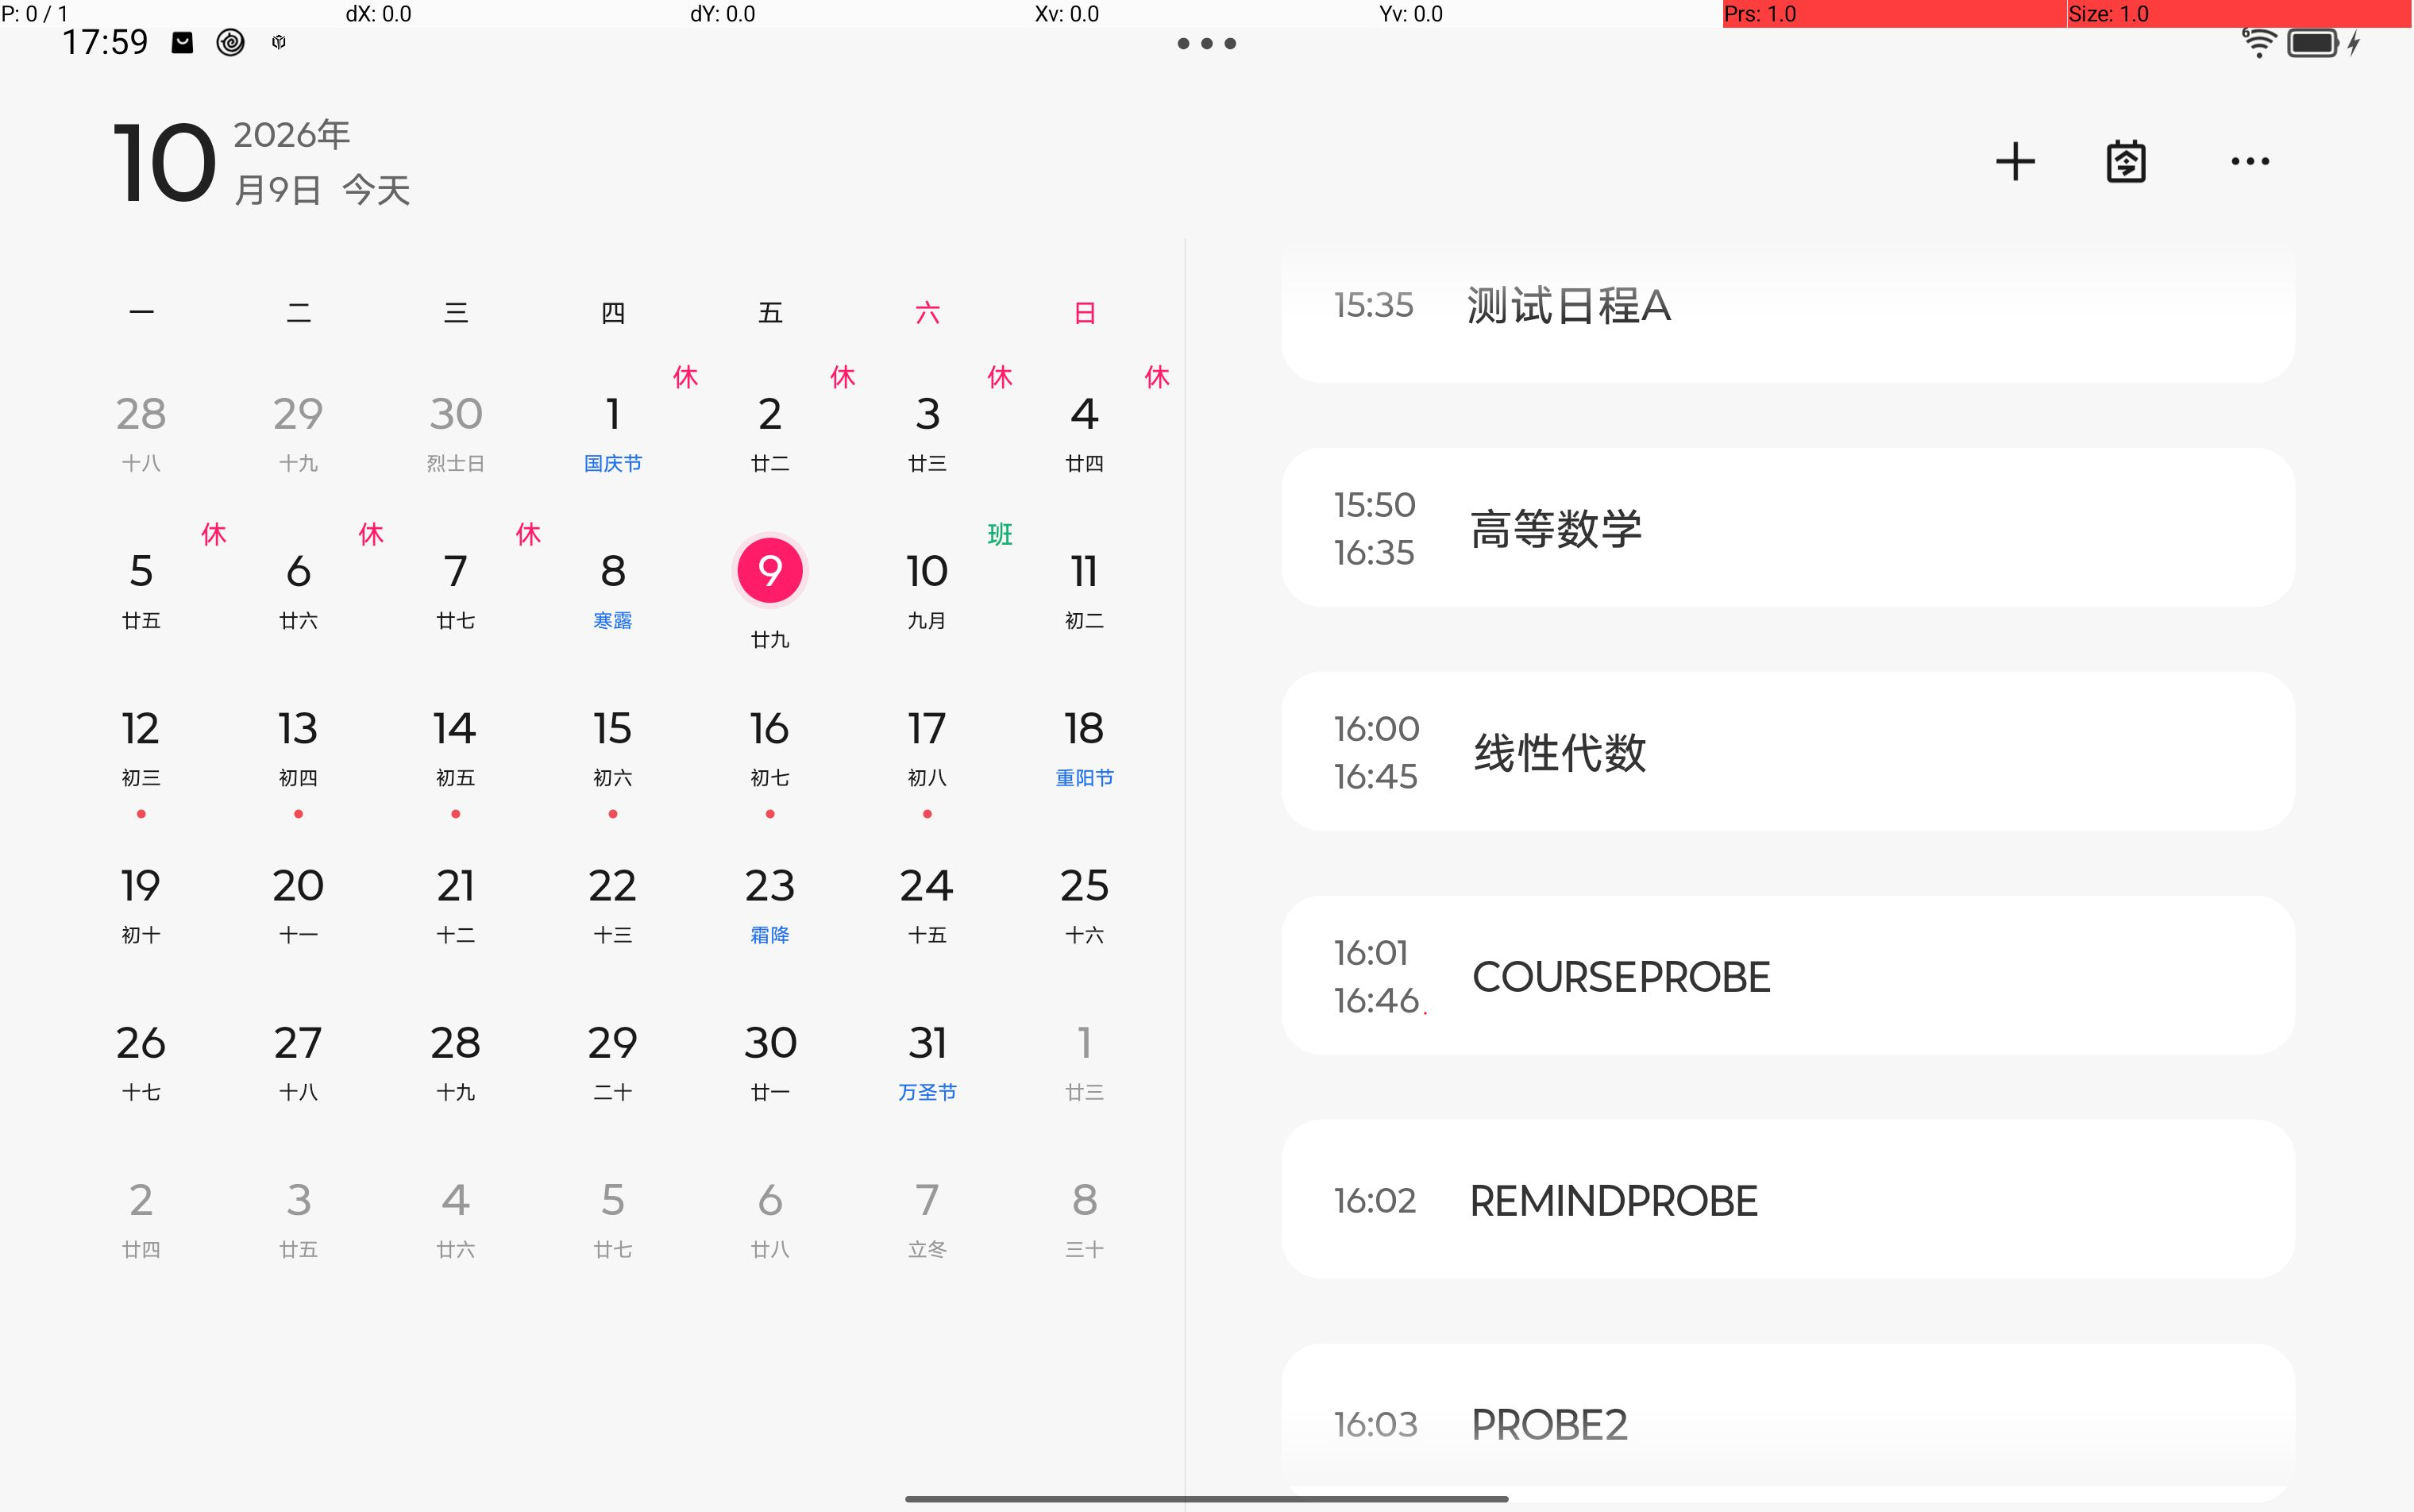 P: 0 / 1 dX: 0.0 dY: 0.0 Xv: 0.0 Yv: 0.0 Prs: 1.0 Size: 1.0
17:59
6
10
2026年
月9日 今天
一 二 三 四 五 六 日
休 休 休 休
28 29 30 1 2 3 4
十八 十九 烈士日 国庆节 廿二 廿三 廿四
休 休 休 班
5 6 7 8 9 10 11
廿五 廿六 廿七 寒露 廿九 九月 初二
12 13 14 15 16 17 18
初三 初四 初五 初六 初七 初八 重阳节
19 20 21 22 23 24 25
初十 十一 十二 十三 霜降 十五 十六
26 27 28 29 30 31 1
十七 十八 十九 二十 廿一 万圣节 廿三
2 3 4 5 6 7 8
廿四 廿五 廿六 廿七 廿八 立冬 三十
今
15:35 测试日程A
15:50
16:35
高等数学
16:00
16:45
线性代数
16:01
16:46
COURSEPROBE
16:02 REMINDPROBE
16:03 PROBE2